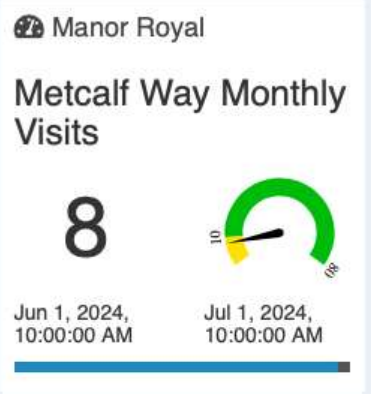 Manor Royal
Metcalf Way Monthly
Visits
8
10
80
Jun 1, 2024,
10:00:00 AM
Jul 1, 2024,
10:00:00 AM